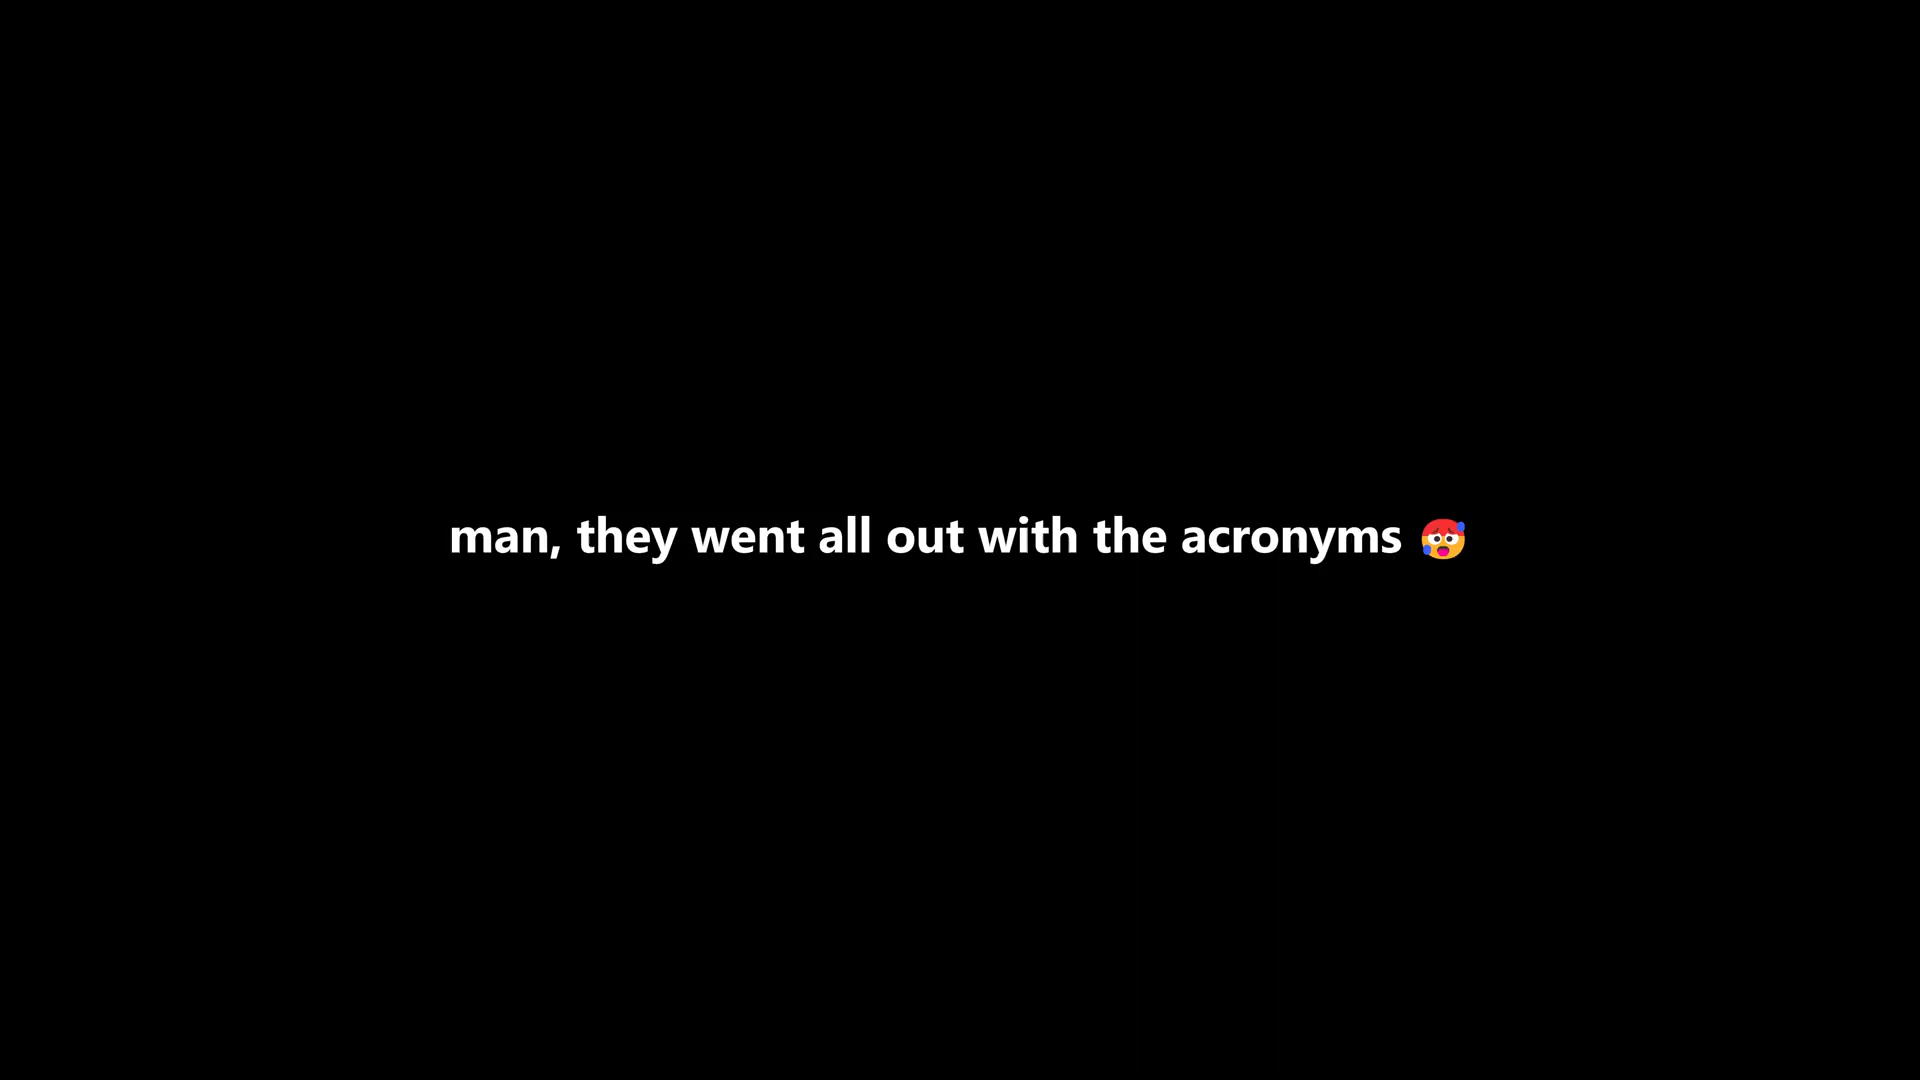 man, they went all out with the acronyms 🥵